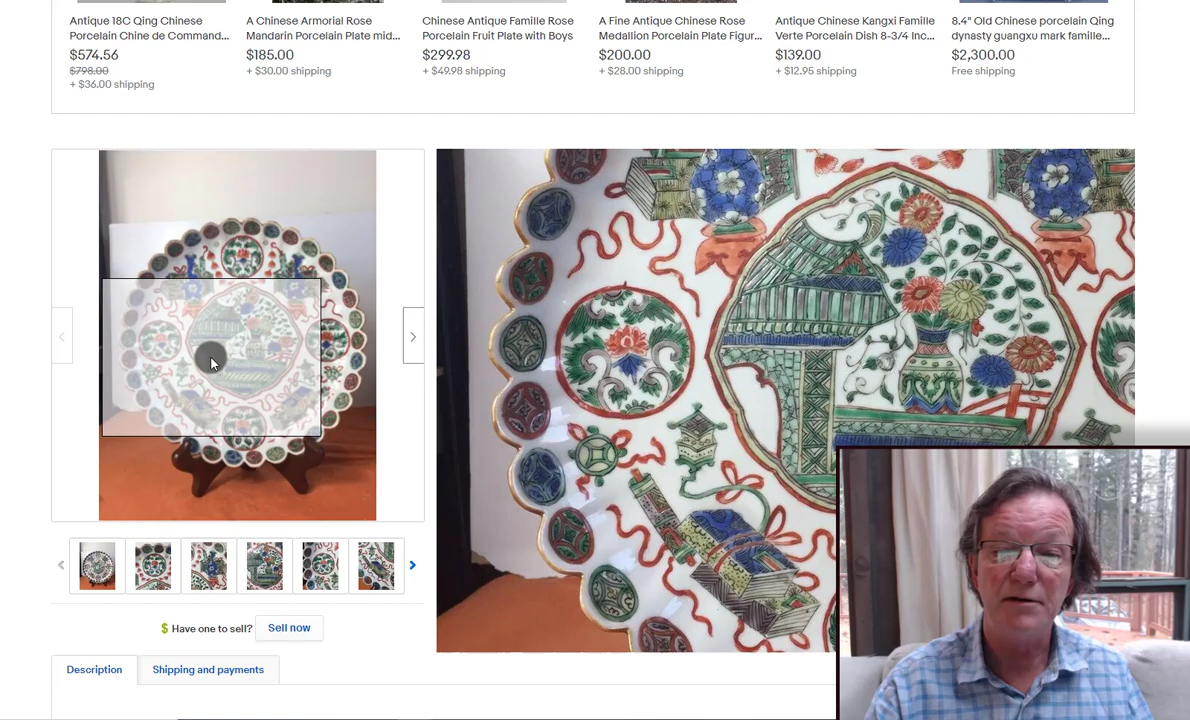 Antique 18C Qing Chinese
Porcelain Chine de Command...
$574.56
$798.00
+ $36.00 shipping
A Chinese Armorial Rose
Mandarin Porcelain Plate mid...
$185.00
+ $30.00 shipping
Chinese Antique Famille Rose
Porcelain Fruit Plate with Boys
$299.98
+ $49.98 shipping
A Fine Antique Chinese Rose
Medallion Porcelain Plate Figur...
$200.00
+ $28.00 shipping
Antique Chinese Kangxi Famille
Verte Porcelain Dish 8-3/4 Inc...
$139.00
+ $12.95 shipping
8.4" Old Chinese porcelain Qing
dynasty guangxu mark famille...
$2,300.00
Free shipping
$ Have one to sell? Sell now
Description Shipping and payments